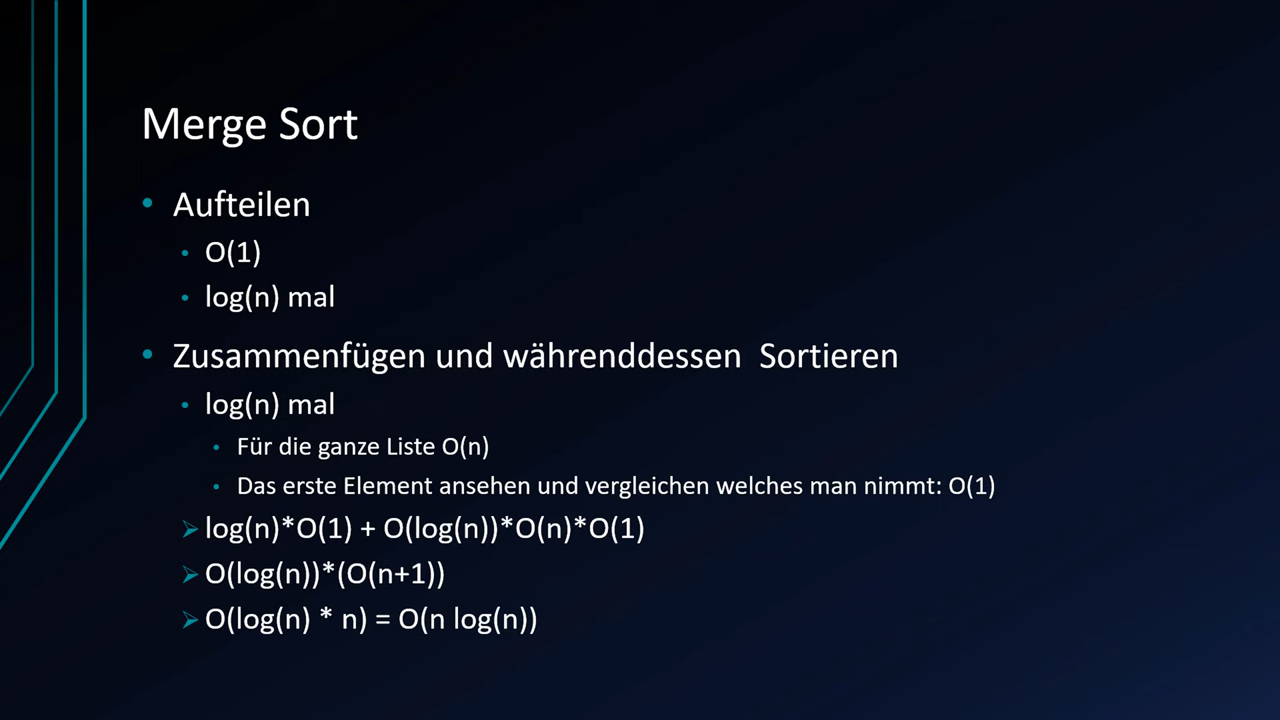 Merge Sort
Aufteilen
O(1)
log(n) mal
Zusammenfügen und währenddessen  Sortieren
log(n) mal
Für die ganze Liste O(n)
Das erste Element ansehen und vergleichen welches man nimmt: O(1)
log(n)*O(1) + O(log(n))*O(n)*O(1)
O(log(n))*(O(n+1))
O(log(n) * n) = O(n log(n))